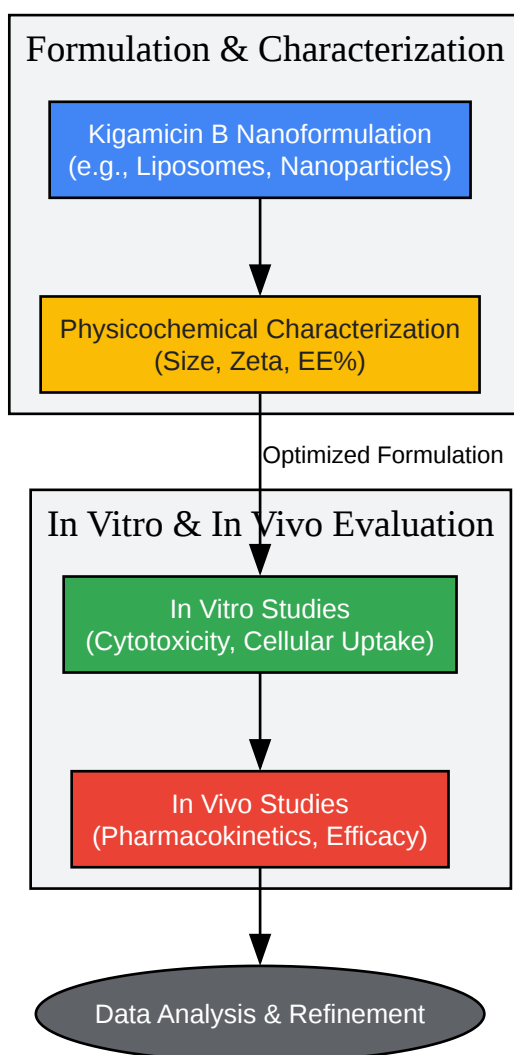 Formulation & Characterization
Kigamicin B Nanoformulation
(e.g., Liposomes, Nanoparticles)
Physicochemical Characterization
(Size, Zeta, EE%)
Optimized Formulation
In Vitro & In Vivo Evaluation
In Vitro Studies
(Cytotoxicity, Cellular Uptake)
In Vivo Studies
(Pharmacokinetics, Efficacy)
Data Analysis & Refinement